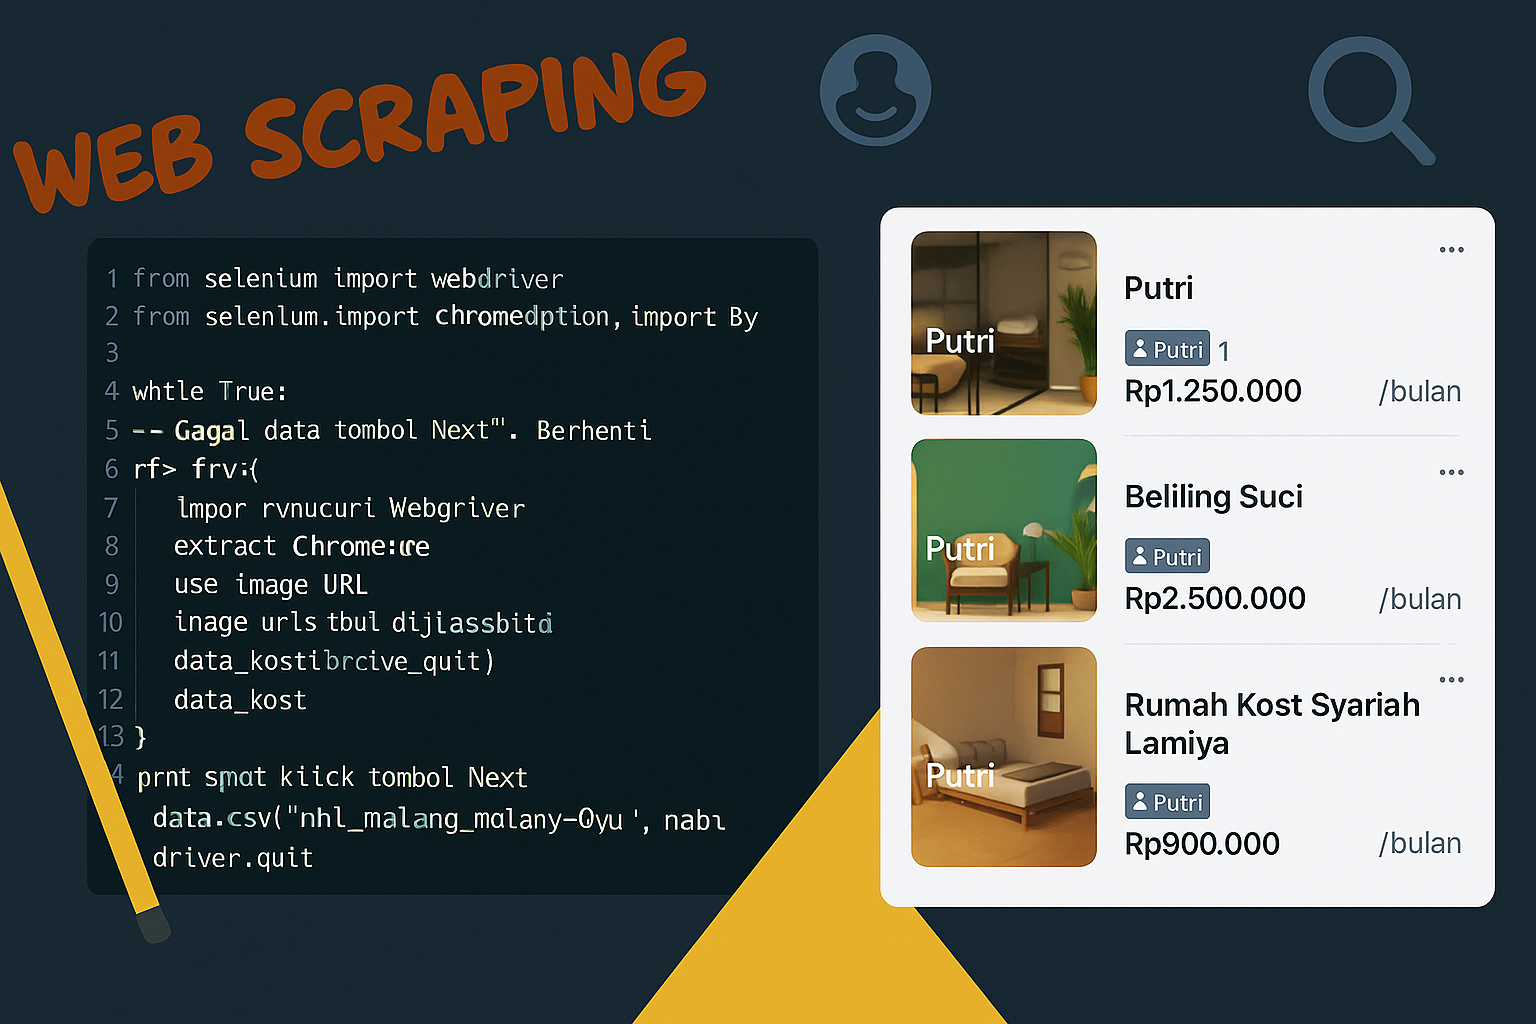 WEB SCRAPING
1 from selenium import webdriver
2 from selenlum.import chromedption, import By
3
4 whtle True:
5 -- Gagal data tombol Next"'. Berhenti
6 rf> frv:(
7 lmpor rvnucuri Webgriver
8 extract Chrome:
9 use image URL
10 inage urls tbul dijiassbitd
11 data_kostibrcive_quit)
12 data_kost
13 }
4 prnt spat kiick tombol Next
data.csv("nhl_malang_malany-0yu ', nabı
driver.quit
Putri
Putri
Putri 1
Rp1.250.000 /bulan
Putri
Beliling Suci
Putri
Rp2.500.000 /bulan
Putri
Rumah Kost Syariah
Lamiya
Putri
Rp900.000 /bulan